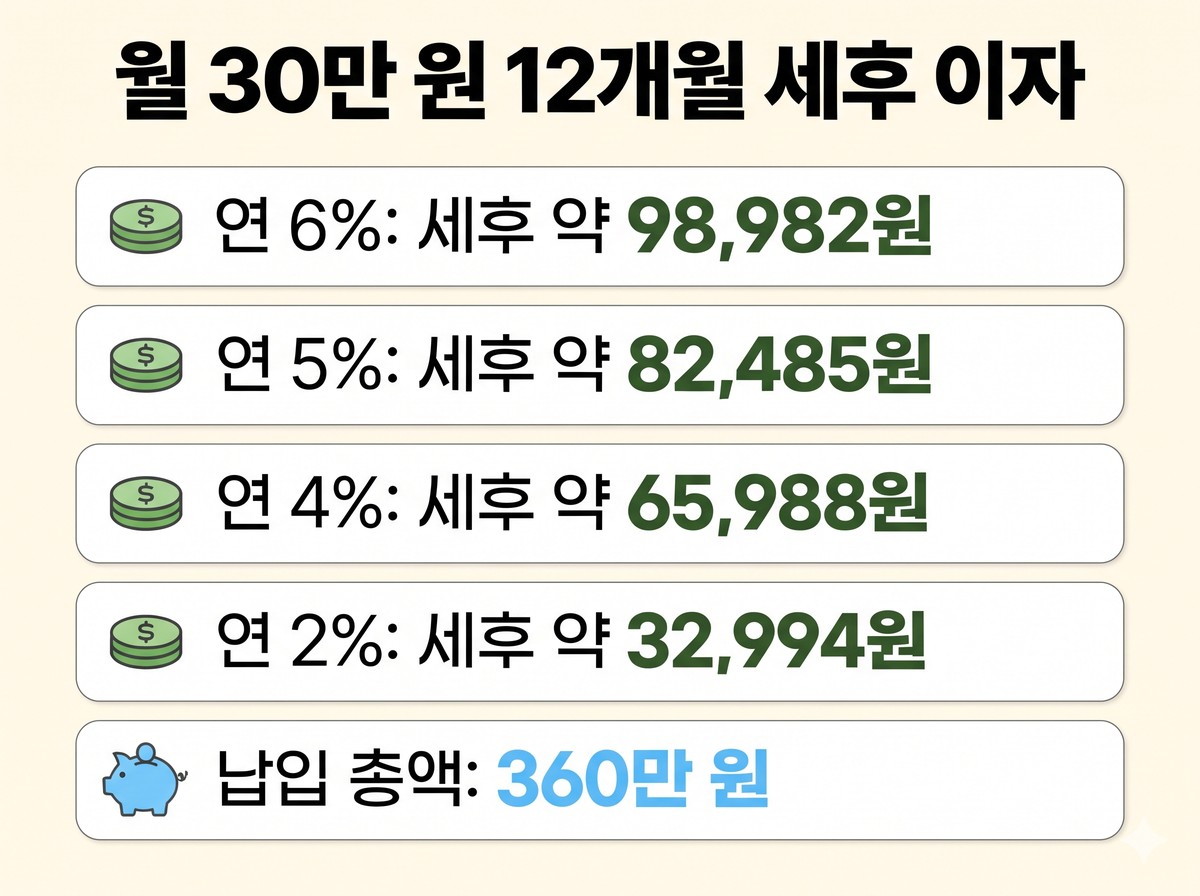 월 30만 원 12개월 세후 이자
$ 연 6%: 세후 약 98,982원
$ 연 5%: 세후 약 82,485원
$ 연 4%: 세후 약 65,988원
$ 연 2%: 세후 약 32,994원
납입 총액: 360만 원